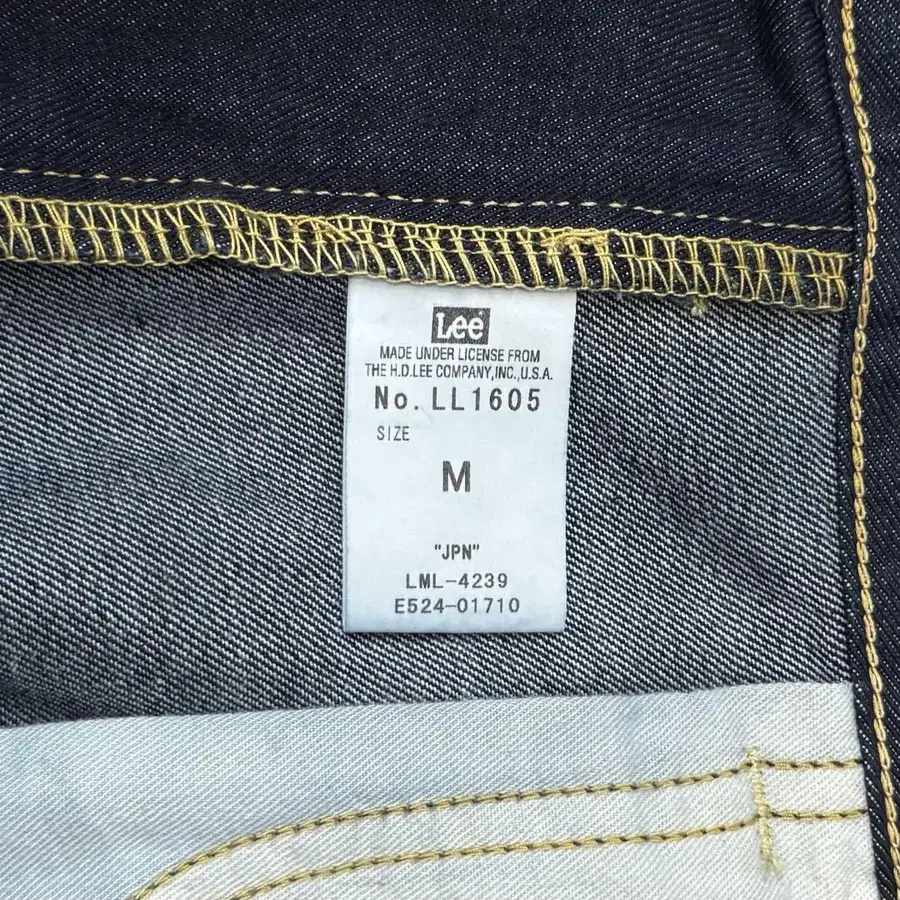 Lee
MADE UNDER LICENSE FROM
THE H.D.LEE COMPANY,INC.,U.S.A.
No. LL1605
SIZE
M
"JPN"
LML-4239
E524-01710